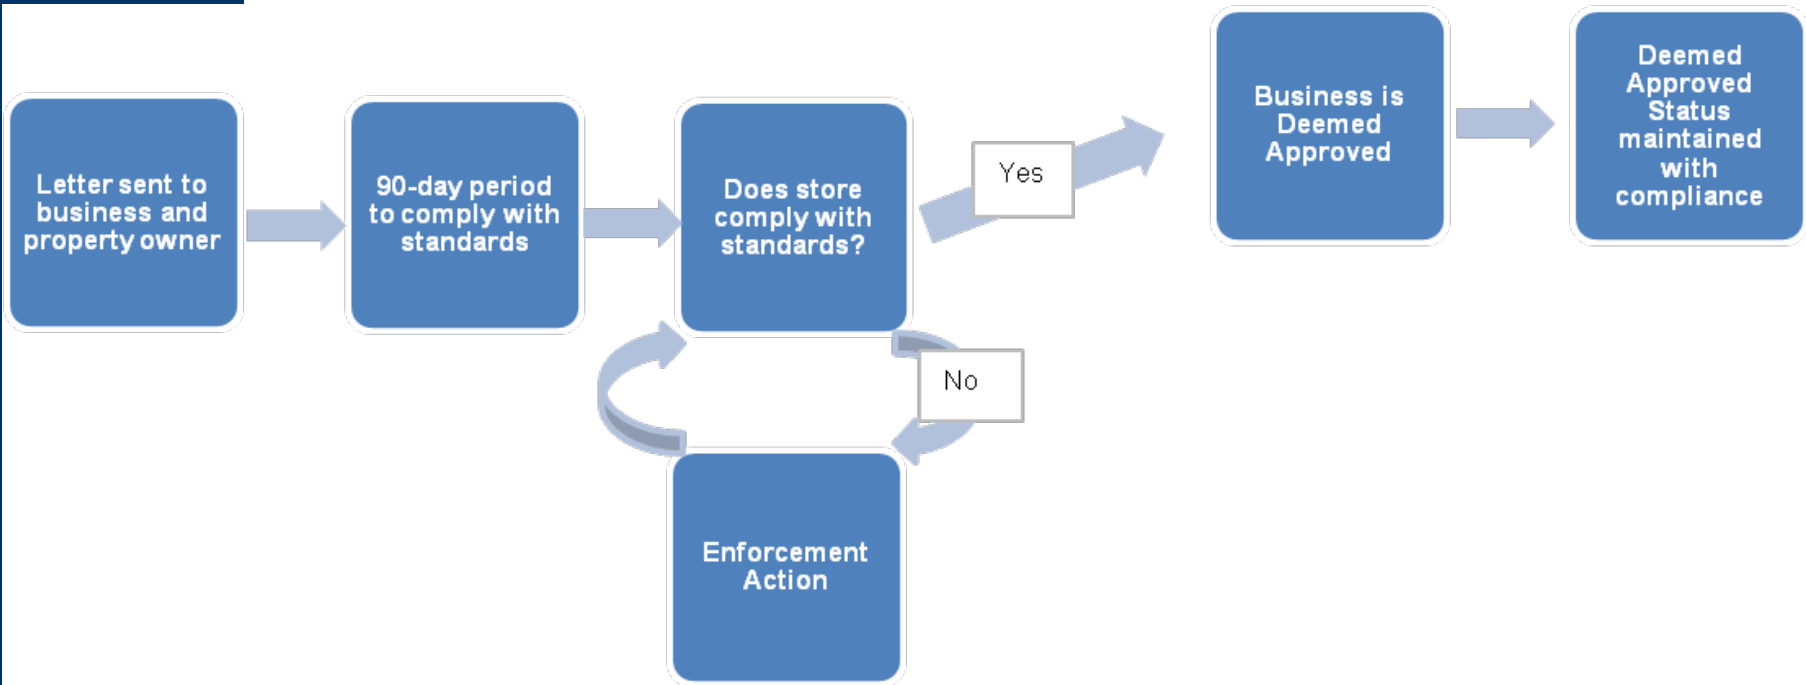 Letter sent to
business and
property owner
90-day period
to comply with
standards
Does store
comply with
standards?
Yes
No
Enforcement
Action
Business is
Deemed
Approved
Deemed
Approved
Status
maintained
with
compliance